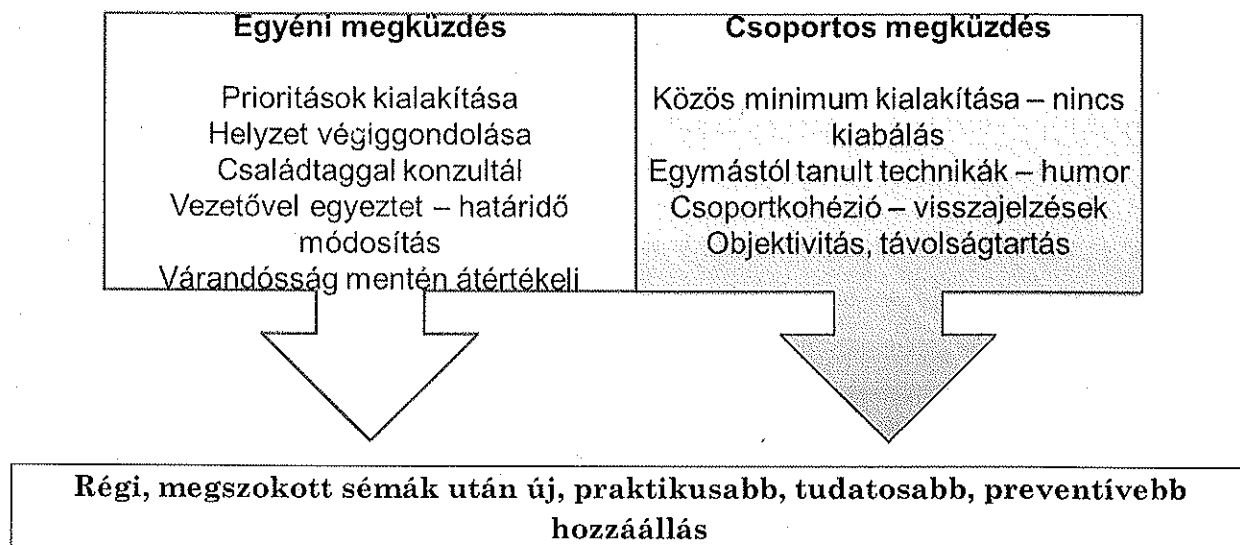 Egyéni megküzdés
Prioritások kialakítása
Helyzet végiggondolása
Családtaggal konzultál
Vezetővel egyeztet – határidő
módosítás
Várandósság mentén átértékeli
Csoportos megküzdés
Közös minimum kialakítása – nincs
kiabálás
Egymástól tanult technikák – humor
Csoportkohézió – visszajelzések
Objektivitás, távolságtartás
Régi, megszokott sémák után új, praktikusabb, tudatosabb, preventívebb
hozzáállás